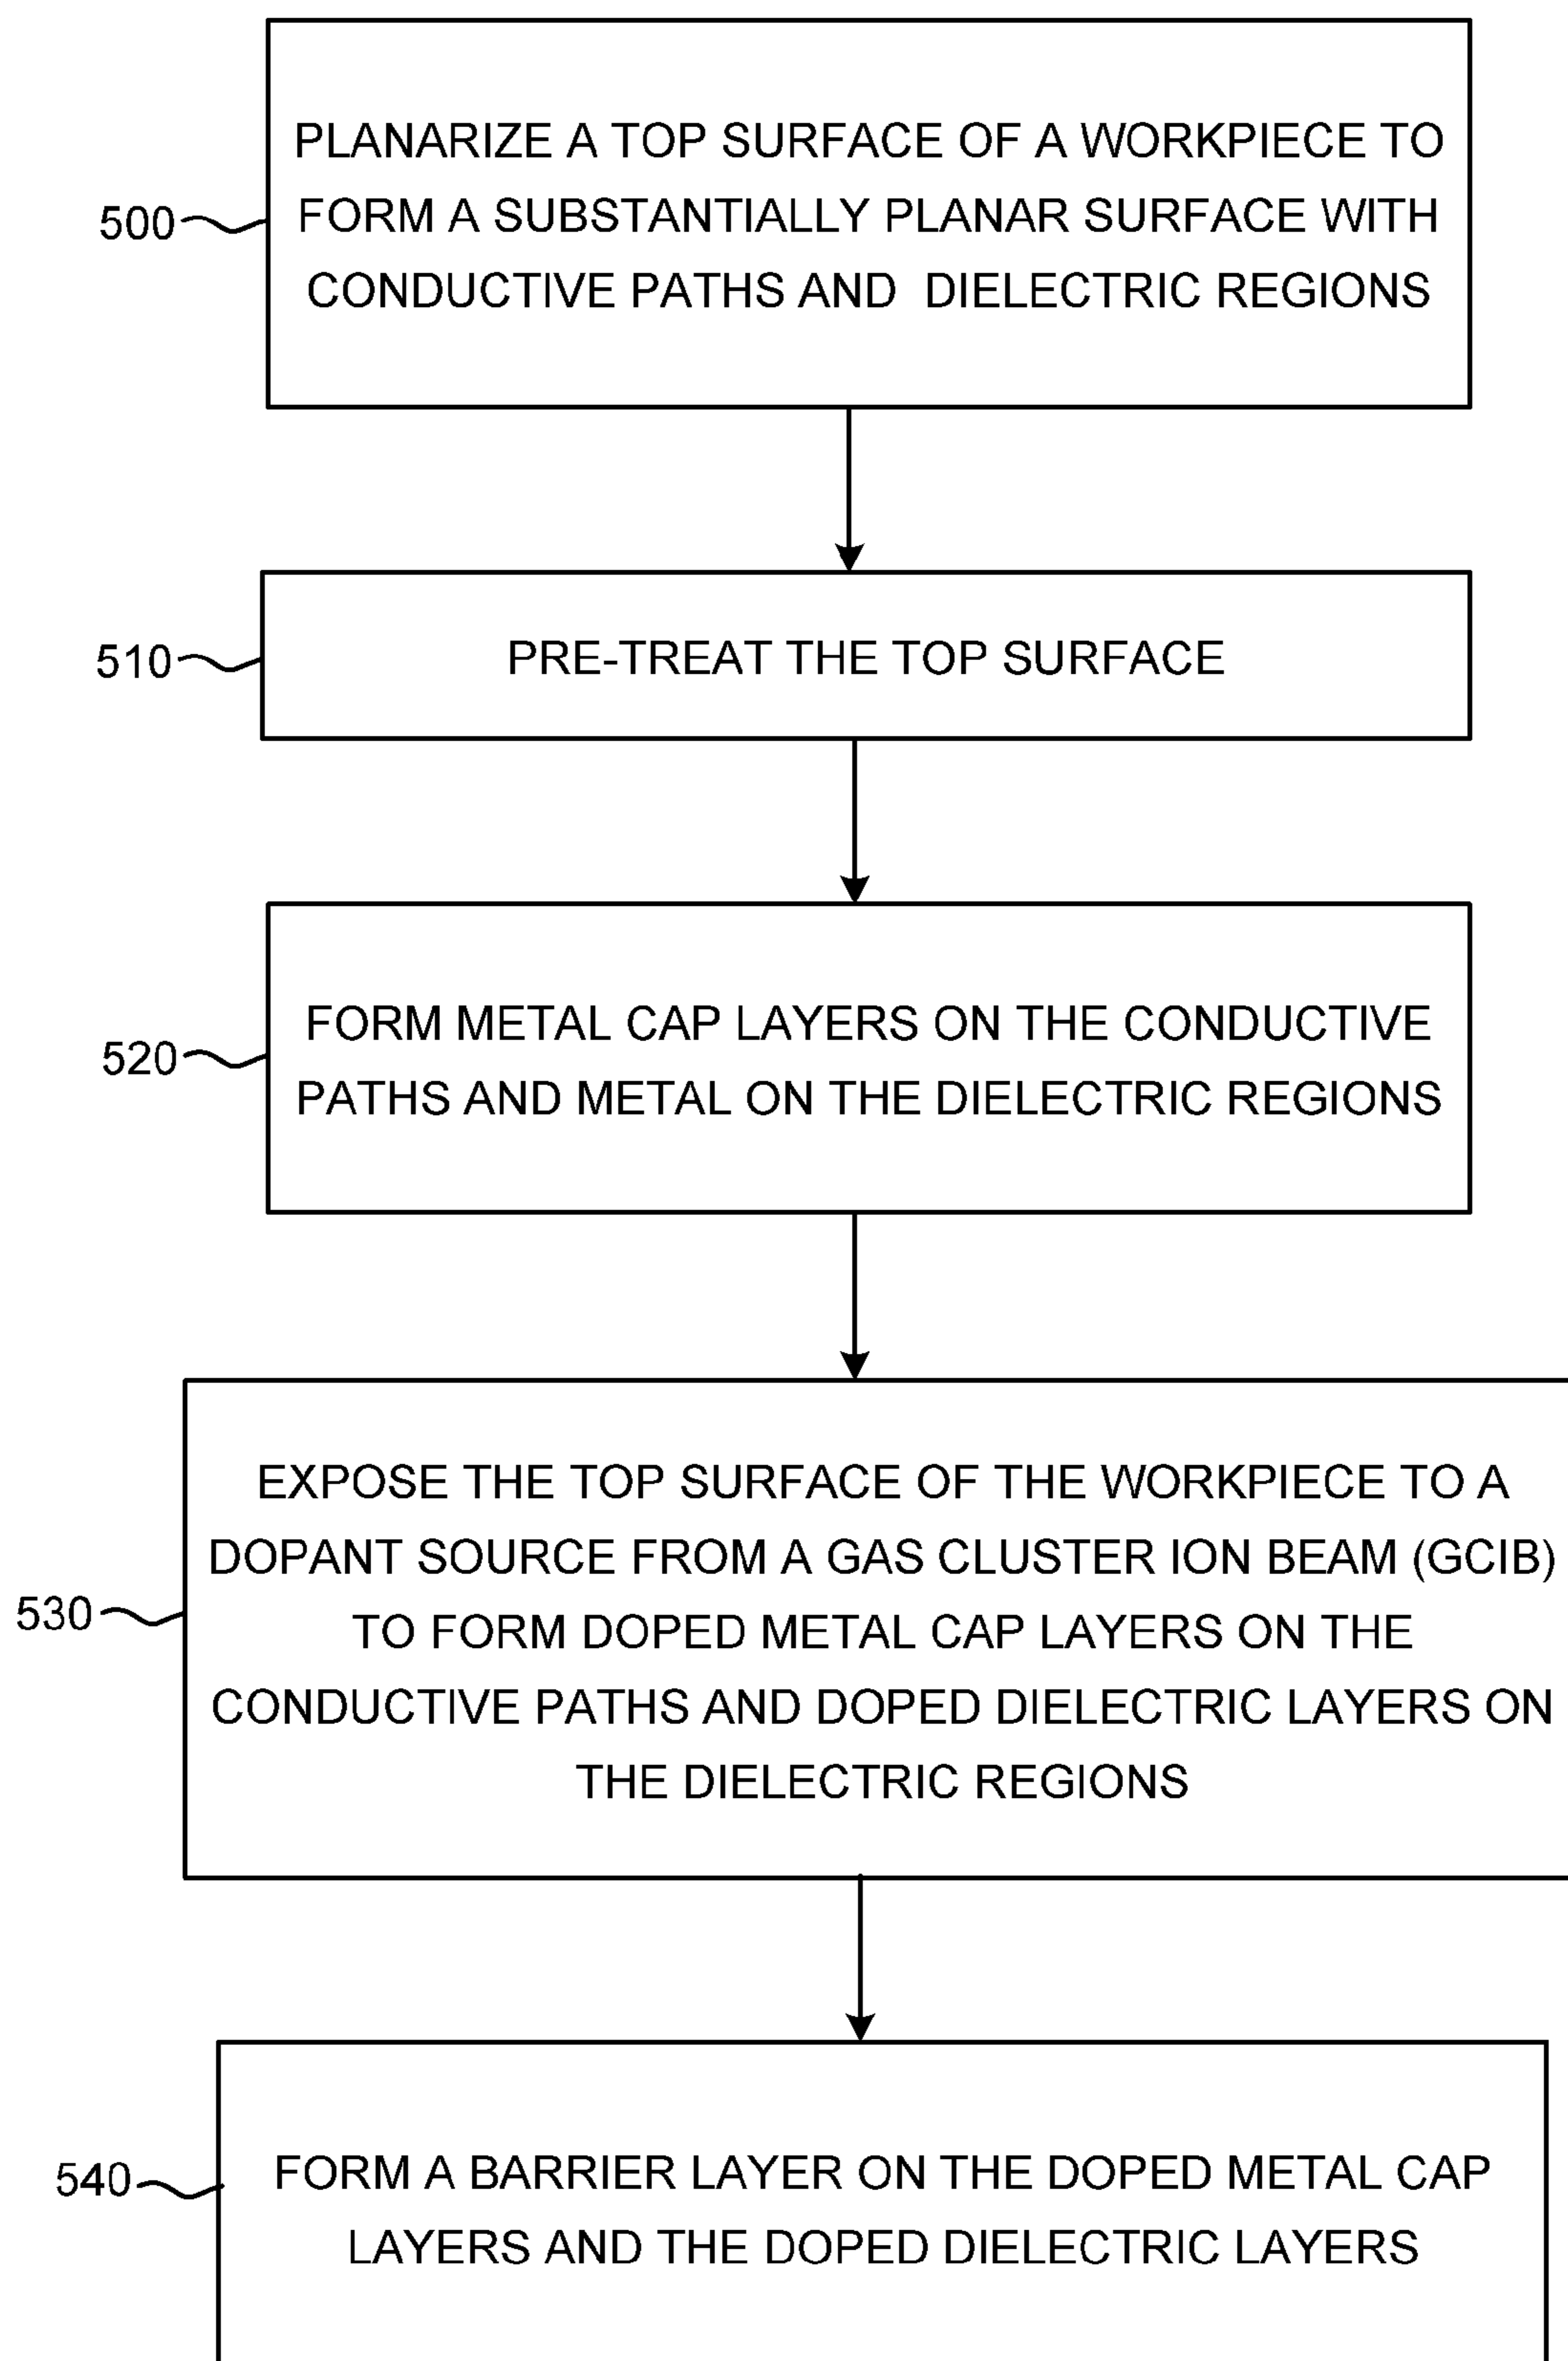 PLANARIZE A TOP SURFACE OF A WORKPIECE TO
FORM A SUBSTANTIALLY PLANAR SURFACE WITH
500
CONDUCTIVE PATHS AND DIELECTRIC REGIONS
510
PRE-TREAT THE TOP SURFACE
FORM METAL CAP LAYERS ON THE CONDUCTIVE
520
PATHS AND METAL ON THE DIELECTRIC REGIONS
EXPOSE THE TOP SURFACE OF THE WORKPIECE TO A
DOPANT SOURCE FROM A GAS CLUSTER ION BEAM (GCIB)
530
TO FORM DOPED METAL CAP LAYERS ON THE
CONDUCTIVE PATHS AND DOPED DIELECTRIC LAYERS ON
THE DIELECTRIC REGIONS
540
FORM A BARRIER LAYER ON THE DOPED METAL CAP
LAYERS AND THE DOPED DIELECTRIC LAYERS